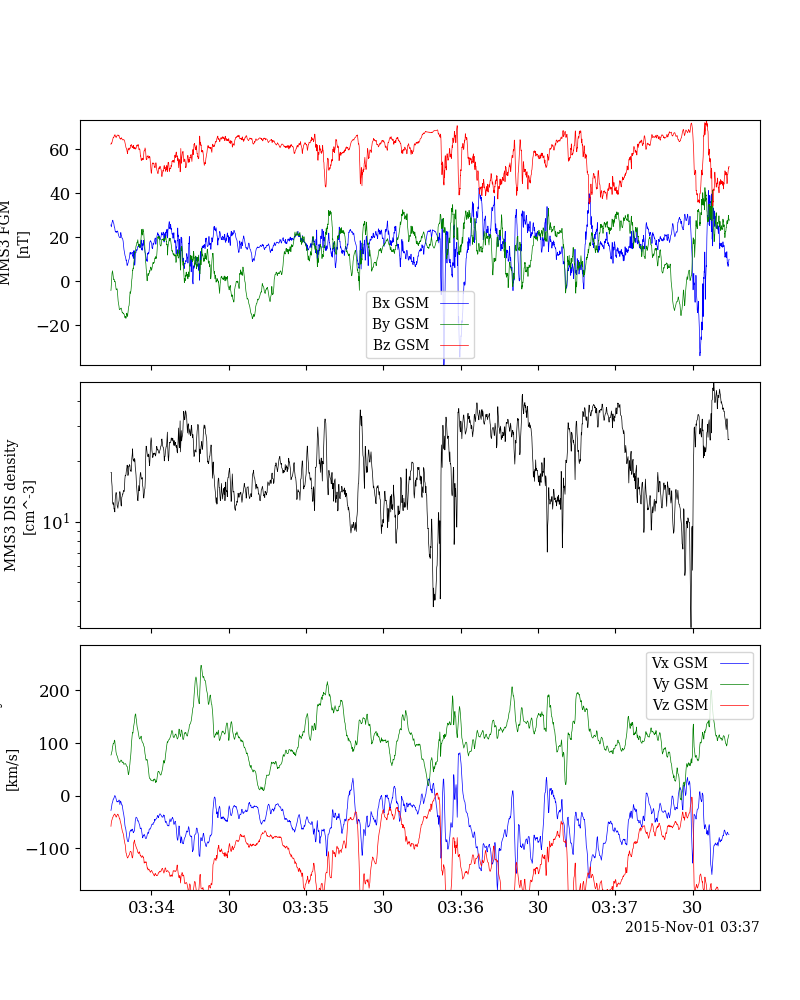 60
40
20
0
−20
MMS3 FGM
[nT]
Bx GSM
By GSM
Bz GSM
10^1
MMS3 DIS density
[cm^-3]
200
100
0
−100
[km/s]
Vx GSM
Vy GSM
Vz GSM
03:34 30 03:35 30 03:36 30 03:37 30
2015-Nov-01 03:37